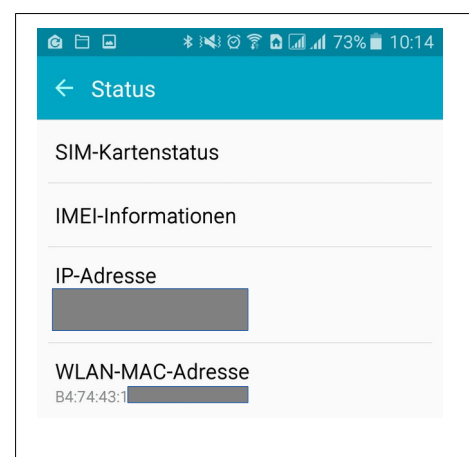 73% 10:14
Status
SIM-Kartenstatus
IMEI-Informationen
IP-Adresse
WLAN-MAC-Adresse
B4:74:43:1